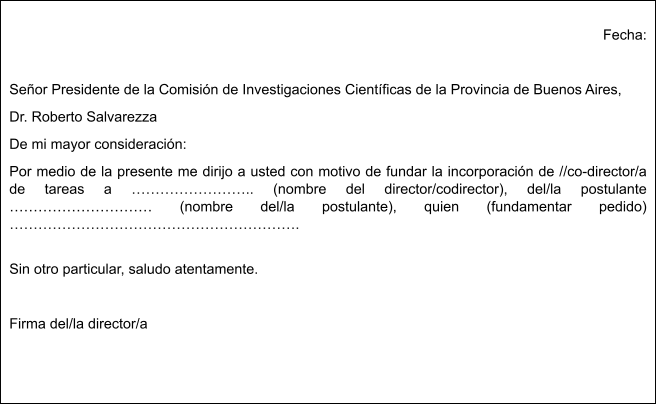 Fecha:
Señor Presidente de la Comisión de Investigaciones Científicas de la Provincia de Buenos Aires,
Dr. Roberto Salvarezza
De mi mayor consideración:
Por medio de la presente me dirijo a usted con motivo de fundar la incorporación de //co-director/a
de tareas a …………………….. (nombre del director/codirector), del/la postulante
………………………… (nombre del/la postulante), quien (fundamentar pedido)
…………………………………………………….
Sin otro particular, saludo atentamente.
Firma del/la director/a